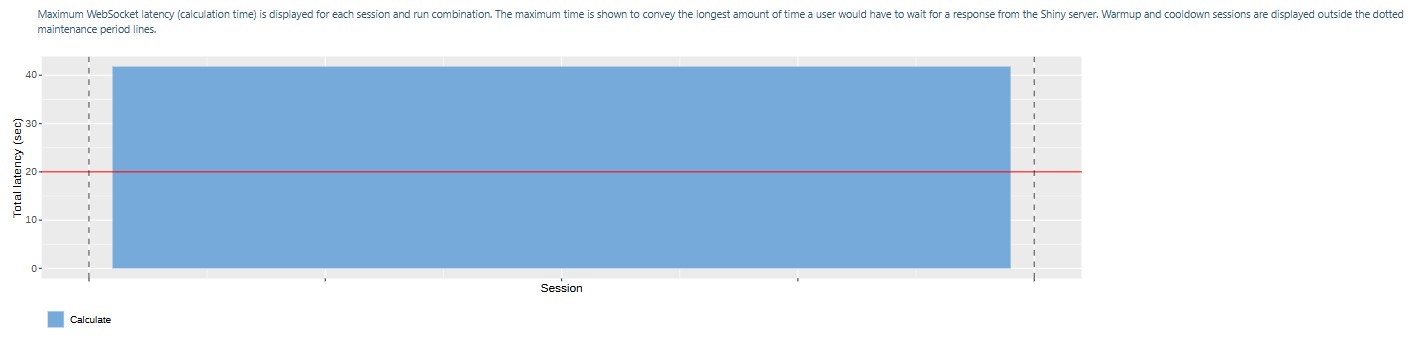 Maximum WebSocket latency (calculation time) is displayed for each session and run combination. The maximum time is shown to convey the longest amount of time a user would have to wait for a response from the Shiny server. Warmup and cooldown sessions are displayed outside the dotted
maintenance period lines.
Total latency (sec)
40
30
20
10
0
Session
Calculate